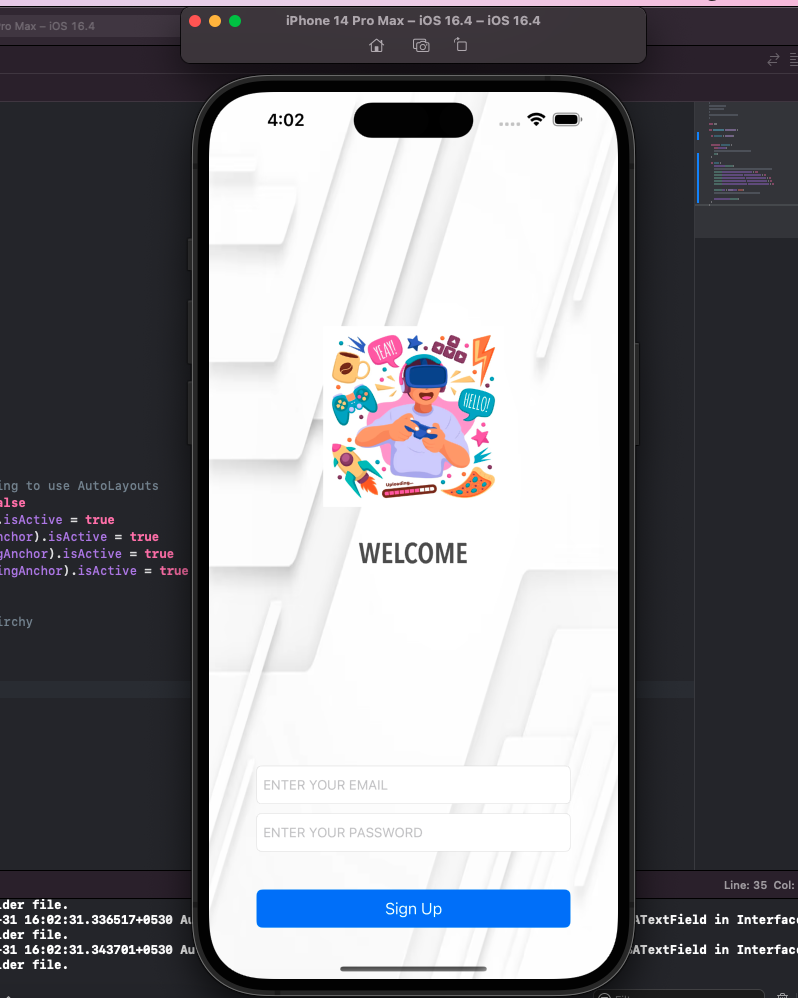 ro Max – iOS 16.4
iPhone 14 Pro Max – iOS 16.4 – iOS 16.4
4:02
YEAY!
HELLO!
Uploading...
WELCOME
ing to use AutoLayouts
alse
.isActive = true
nchor).isActive = true
gAnchor).isActive = true
ingAnchor).isActive = true
irchy
ENTER YOUR EMAIL
ENTER YOUR PASSWORD
Sign Up
Line: 35 Col:
lder file.
-31 16:02:31.336517+0530 Au
ATextField in Interface
lder file.
-31 16:02:31.343701+0530 Au
ATextField in Interface
lder file.